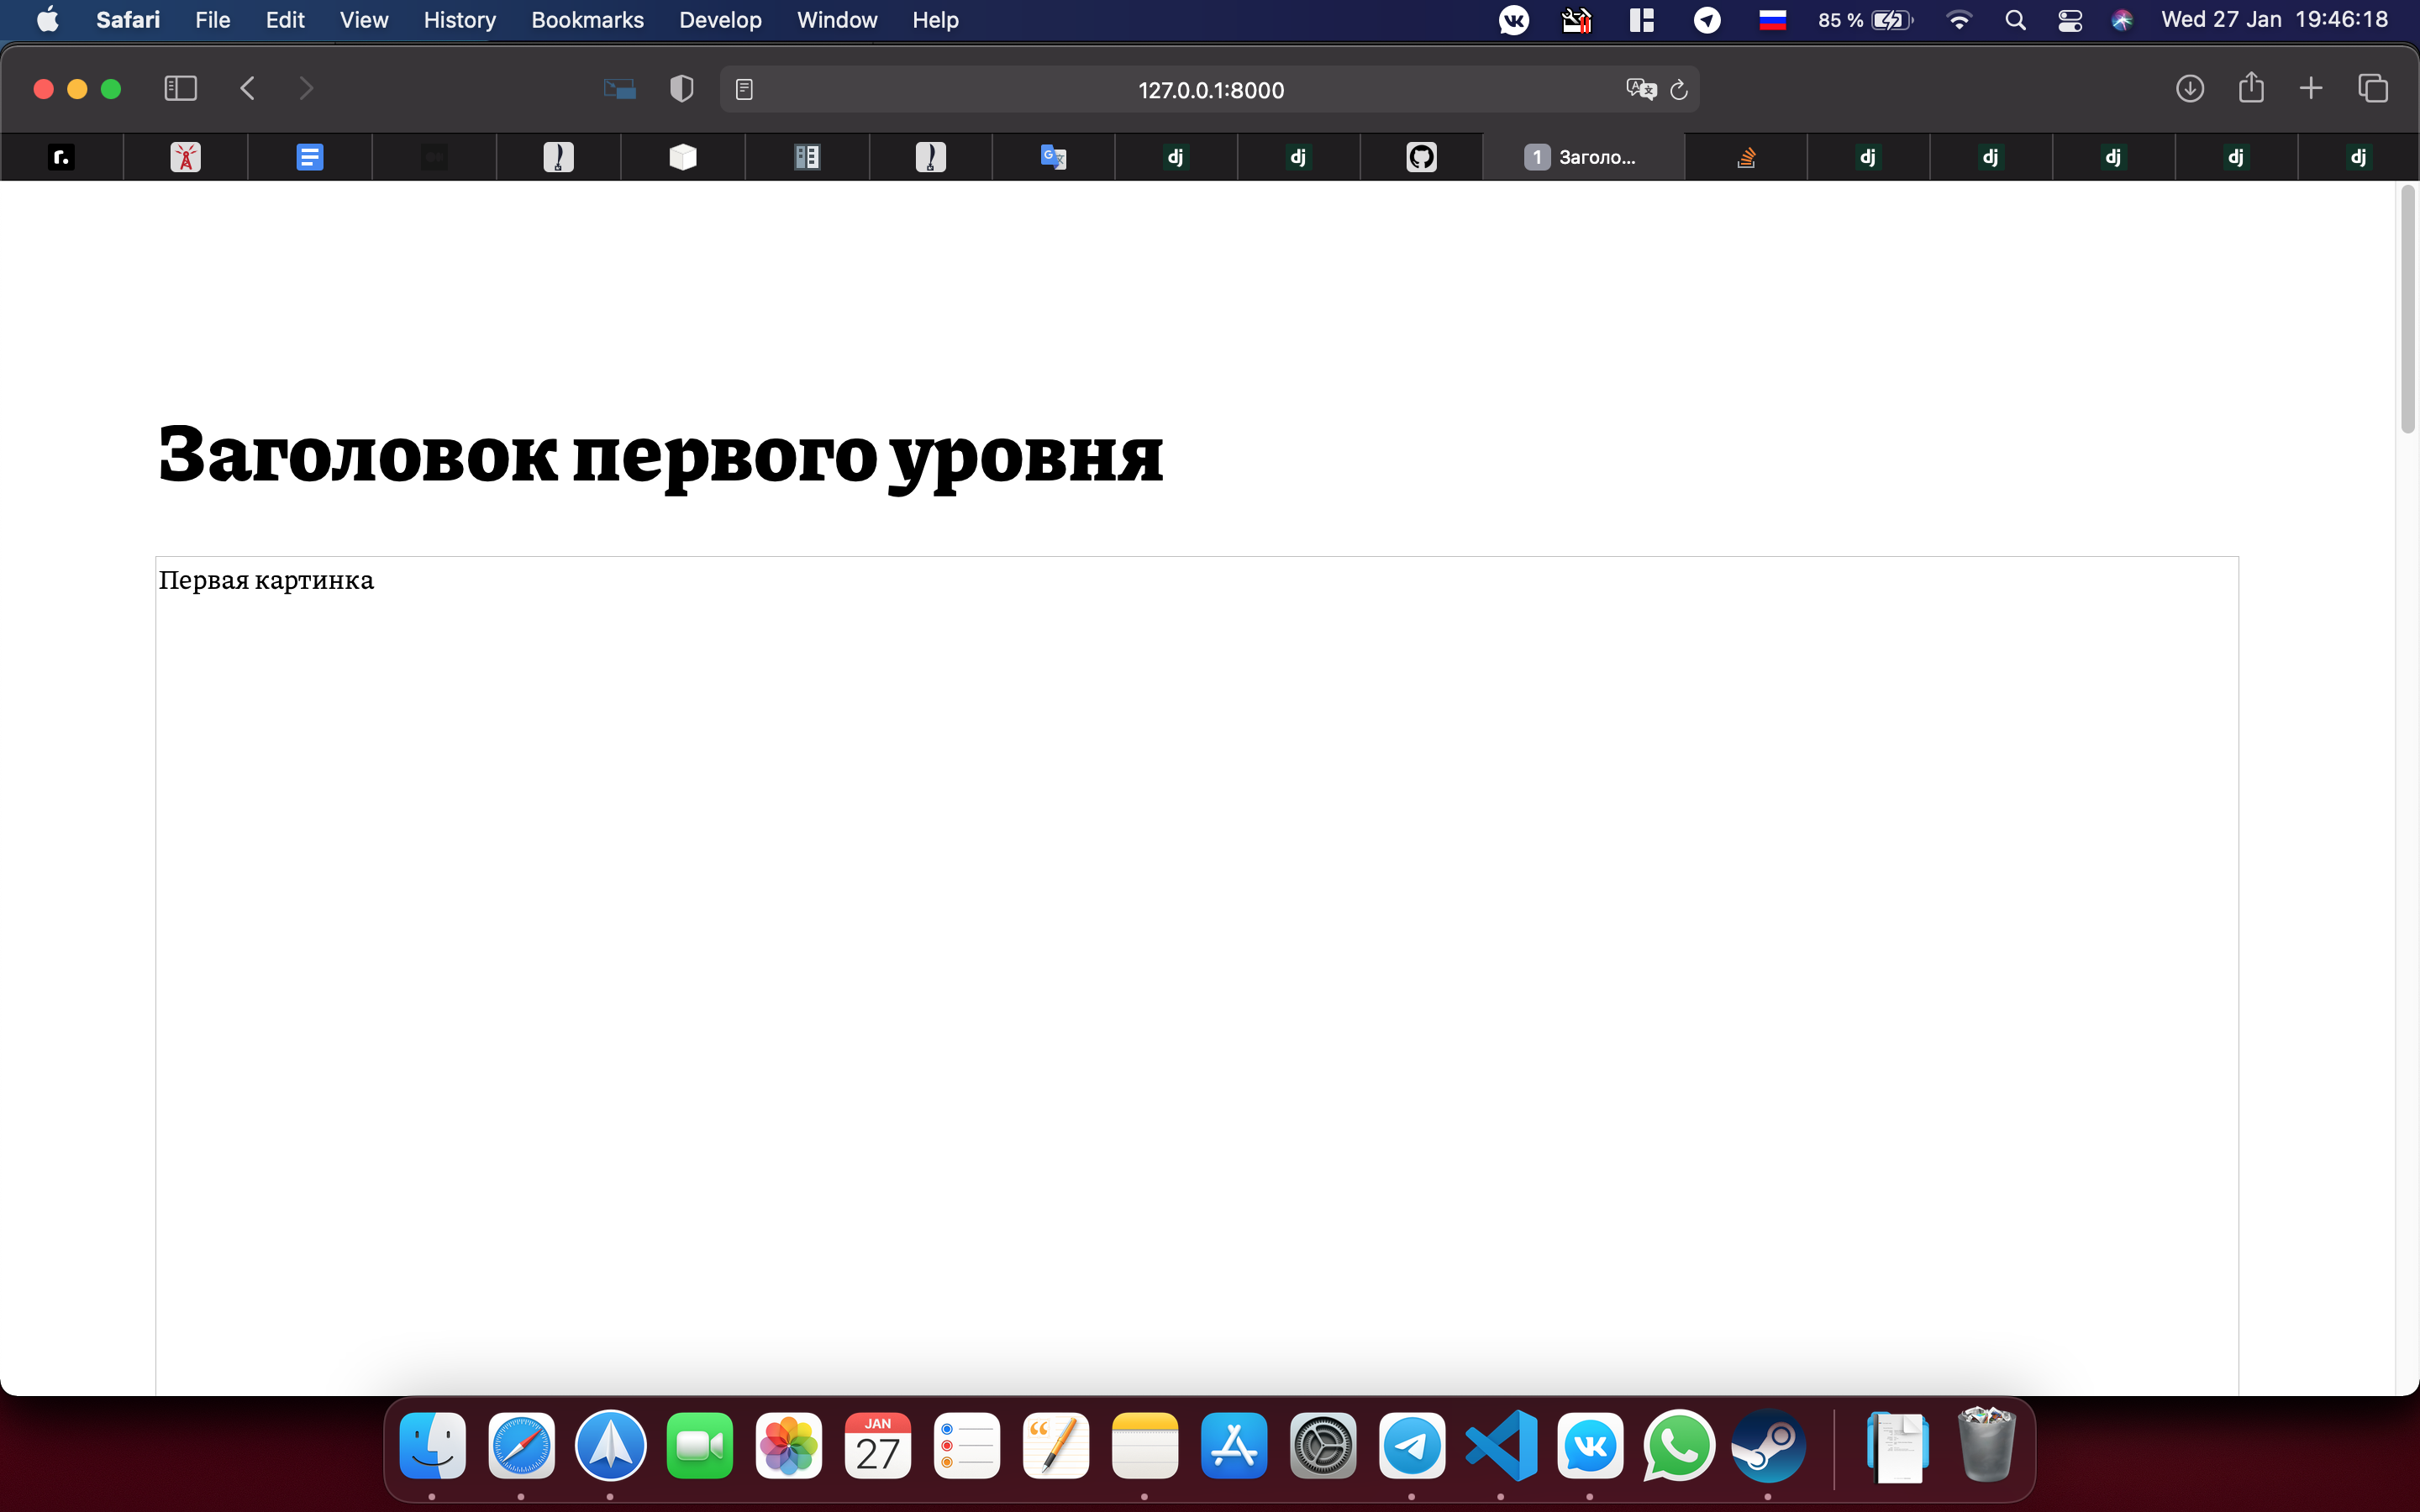 Safari File Edit View History Bookmarks Develop Window Help 85 % Wed 27 Jan 19:46:18
127.0.0.1:8000
r. G dj dj 1 Заголо... dj dj dj dj dj
Заголовок первого уровня
Первая картинка
JAN
27